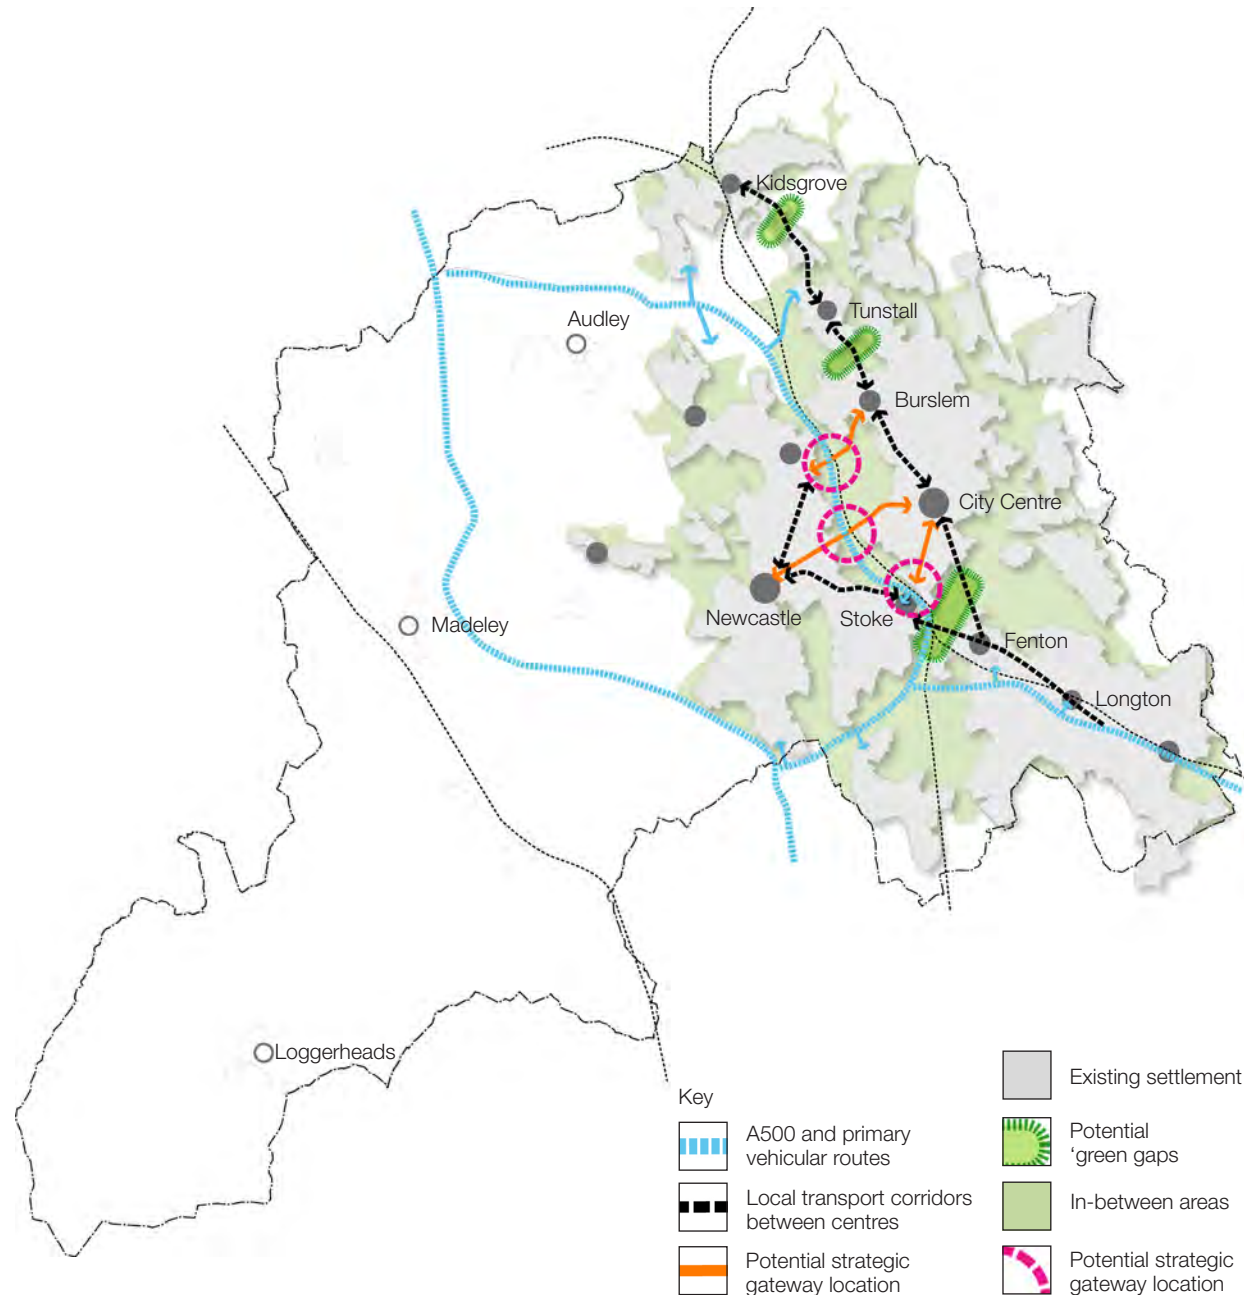 Kidsgrove
Tunstall
Audley
Burslem
City Centre
Newcastle
Stoke
Madeley
Fenton
Longton
Loggerheads
Key
A500 and primary
vehicular routes
Local transport corridors
between centres
Potential strategic
gateway location
Existing settlement
Potential
‘green gaps
In-between areas
Potential strategic
gateway location